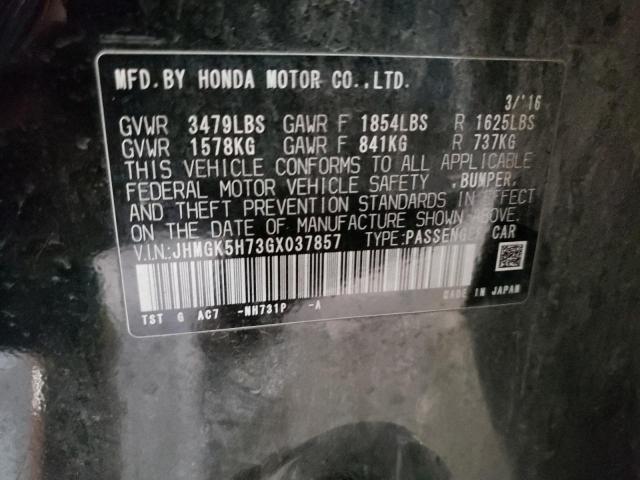 MFD.BY HONDA MOTOR CO.,LTD.
3/'16
GVWR 3479LBS GAWR F 1854LBS R 1625LBS
GVWR 1578KG GAWR F 841KG R 737KG
THIS VEHICLE CONFORMS TO ALL APPLICABLE
FEDERAL MOTOR VEHICLE SAFETY ,BUMPER,
AND THEFT PREVENTION STANDARDS IN EFFECT
ON THE DATE OF MANUFACTURE SHOWN ABOVE.
V.I.N:JHMGK5H73GX037857 TYPE:PASSENGER CAR
TST G AC7 -NH731P -A
MADE IN JAPAN